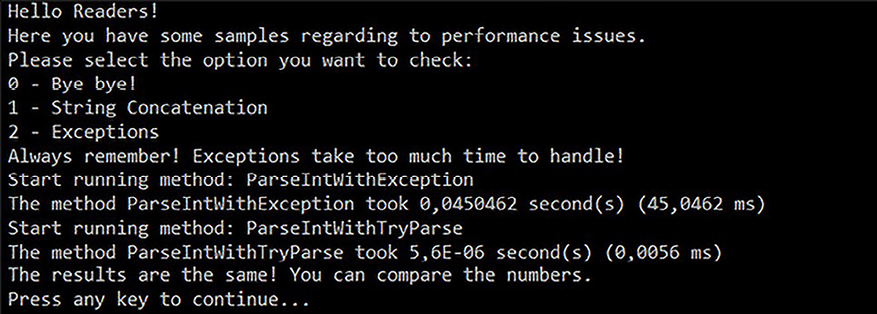 Hello Readers!
Here you have some samples regarding to performance issues.
Please select the option you want to check:
0 - Bye bye!
1 - String Concatenation
2 - Exceptions
Always remember! Exceptions take too much time to handle!
Start running method: ParseIntWithException
The method ParseIntWithException took 0,0450462 second(s) (45,0462 ms)
Start running method: ParseIntWithTryParse
The method ParseIntWithTryParse took 5,6E-06 second(s) (0,0056 ms)
The results are the same! You can compare the numbers.
Press any key to continue...